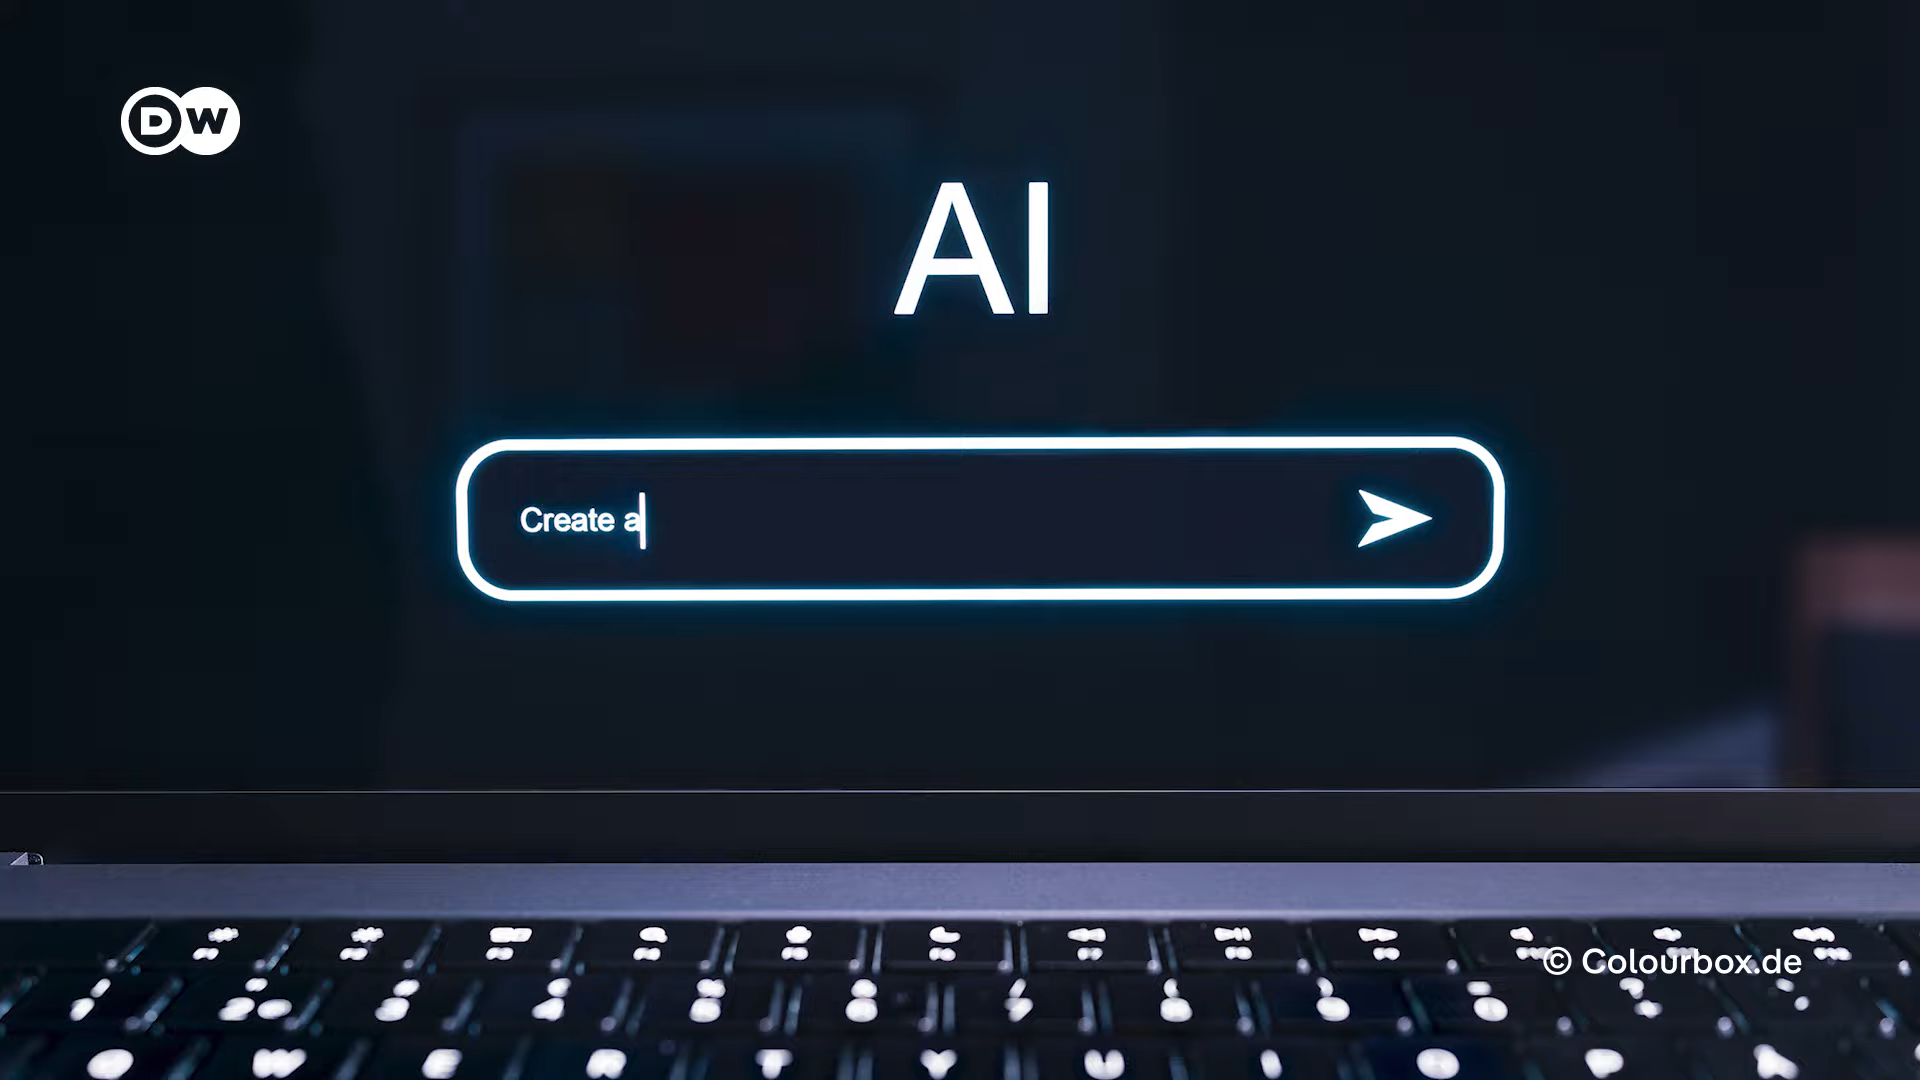 DW
AI
Create a
© Colourbox.de
W E R T Y U I O P